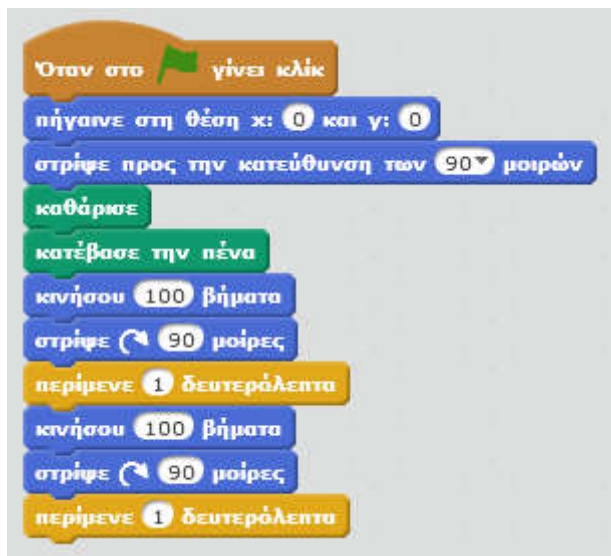 Όταν στο γίνει κλίκ
πήγαινε στη θέση x: 0 και y: 0
στρίψε προς την κατεύθυνση των 90 μοιρών
καθάρισε
κατέβασε την πένα
κινήσου 100 βήματα
στρίψε 90 μοίρες
περίμενε 1 δευτερόλεπτα
κινήσου 100 βήματα
στρίψε 90 μοίρες
περίμενε 1 δευτερόλεπτα